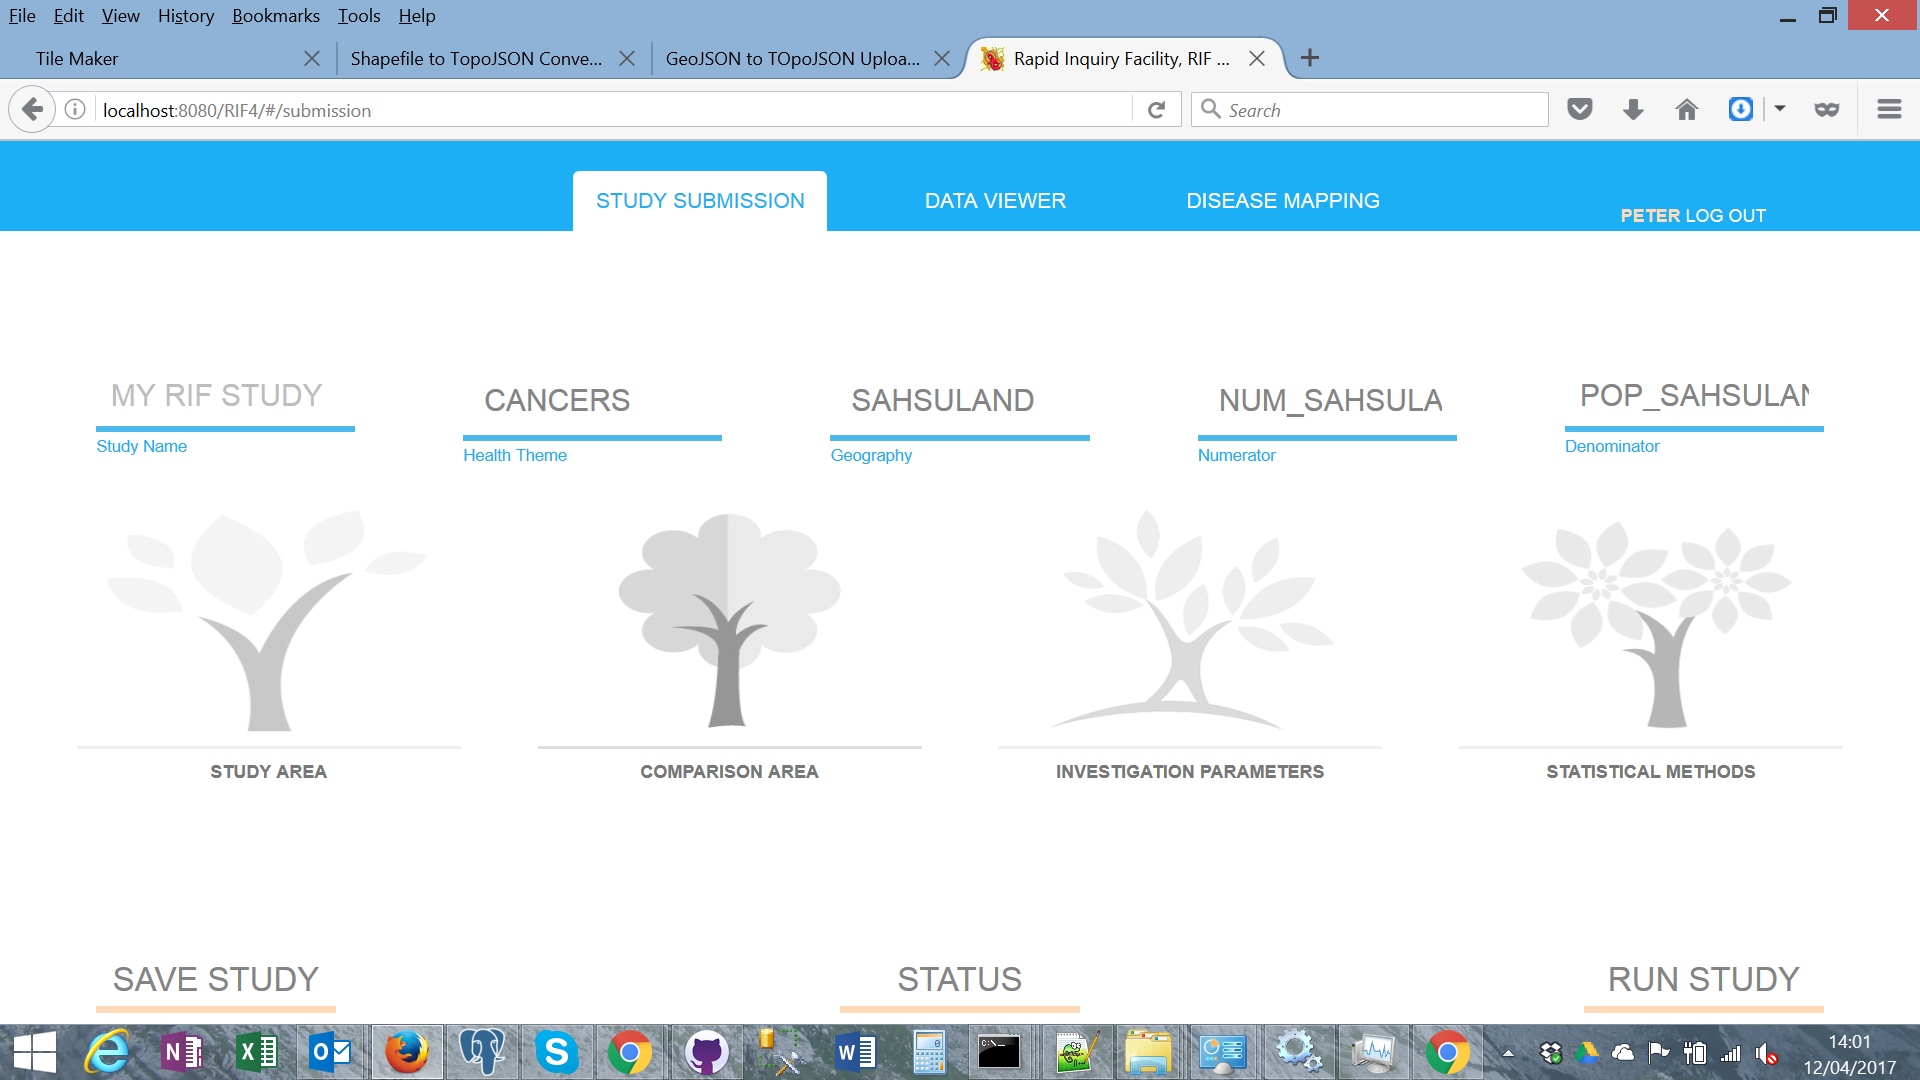 File Edit View History Bookmarks Tools Help
Tile Maker
Shapefile to TopoJSON Conve...
GeoJSON to TOpoJSON Uploa...
Rapid Inquiry Facility, RIF ...
localhost:8080/RIF4/#/submission
Search
STUDY SUBMISSION
DATA VIEWER
DISEASE MAPPING
PETER LOG OUT
MY RIF STUDY
CANCERS
SAHSULAND
NUM_SAHSULA
POP_SAHSULAN
Study Name
Health Theme
Geography
Numerator
Denominator
STUDY AREA
COMPARISON AREA
INVESTIGATION PARAMETERS
STATISTICAL METHODS
SAVE STUDY
STATUS
RUN STUDY
14:01
12/04/2017